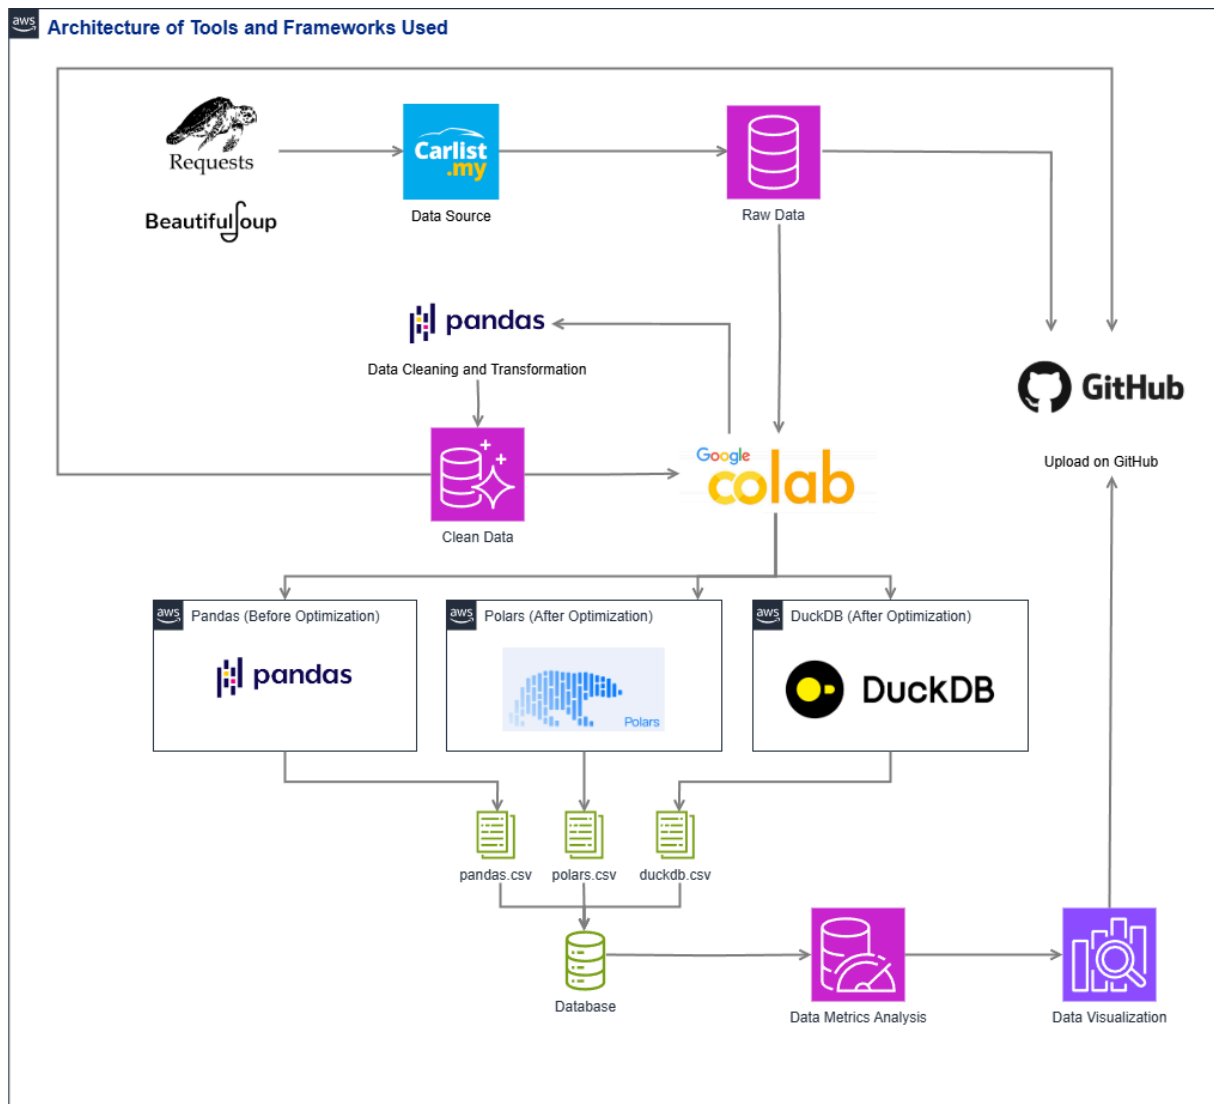 aws
Architecture of Tools and Frameworks Used
Requests
BeautifulSoup
Carlist
.my
Data Source
Raw Data
pandas
Data Cleaning and Transformation
GitHub
Upload on GitHub
Google
colab
Clean Data
aws
Pandas (Before Optimization)
pandas
aws
Polars (After Optimization)
Polars
aws
DuckDB (After Optimization)
DuckDB
pandas.csv
polars.csv
duckdb.csv
Database
Data Metrics Analysis
Data Visualization